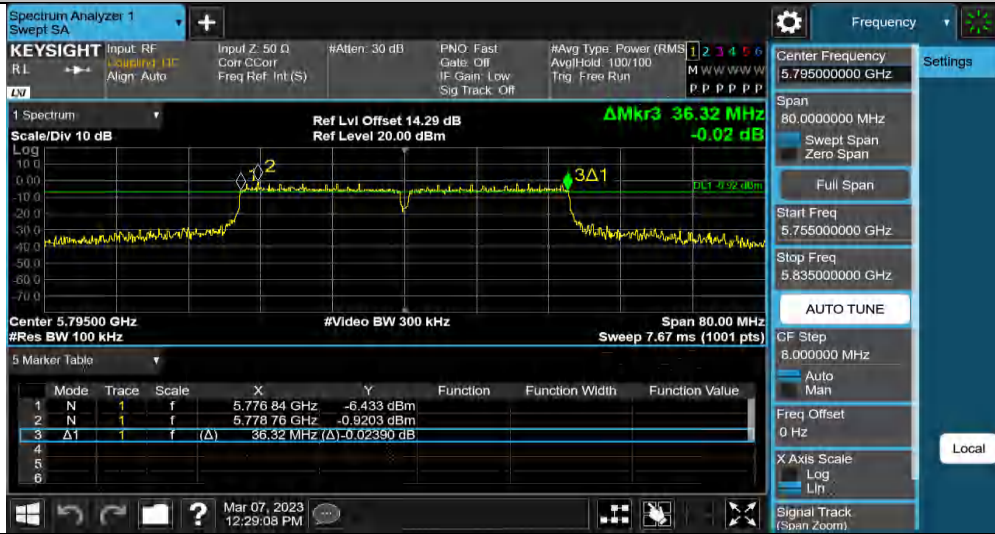 Spectrum Analyzer 1
Swept SA
Frequency
KEYSIGHT
RL
LXI
Input: RF
Align: Auto
Input Z: 50 Ω
Corr CCorr
Freq Ref: Int (S)
#Atten: 30 dB
PNO: Fast
Gate: Off
IF Gain: Low
Sig Track: Off
#Avg Type: Power (RMS
Avg|Hold: 100/100
Trig: Free Run
1 2 3 4 5 6
M W W W W W
P P P P P P
1 Spectrum
Scale/Div 10 dB
Ref Lvl Offset 14.29 dB
Ref Level 20.00 dBm
ΔMkr3 36.32 MHz
-0.02 dB
Log
10.0
0.00
-10.0
-20.0
-30.0
-40.0
-50.0
-60.0
-70.0
2
3Δ1
DL1 -6.92 dBm
Center 5.79500 GHz
#Res BW 100 kHz
#Video BW 300 kHz
Span 80.00 MHz
Sweep 7.67 ms (1001 pts)
5 Marker Table
Mode Trace Scale X Y Function Function Width Function Value
1 N 1 f 5.776 84 GHz -6.433 dBm
2 N 1 f 5.778 76 GHz -0.9203 dBm
3 Δ1 1 f (Δ) 36.32 MHz (Δ) -0.02390 dB
4
5
6
Mar 07, 2023
12:29:08 PM
Center Frequency
5.795000000 GHz
Span
80.0000000 MHz
Swept Span
Zero Span
Full Span
Start Freq
5.755000000 GHz
Stop Freq
5.835000000 GHz
AUTO TUNE
CF Step
8.000000 MHz
Auto
Man
Freq Offset
0 Hz
X Axis Scale
Log
Lin
Signal Track
(Span Zoom)
Settings
Local